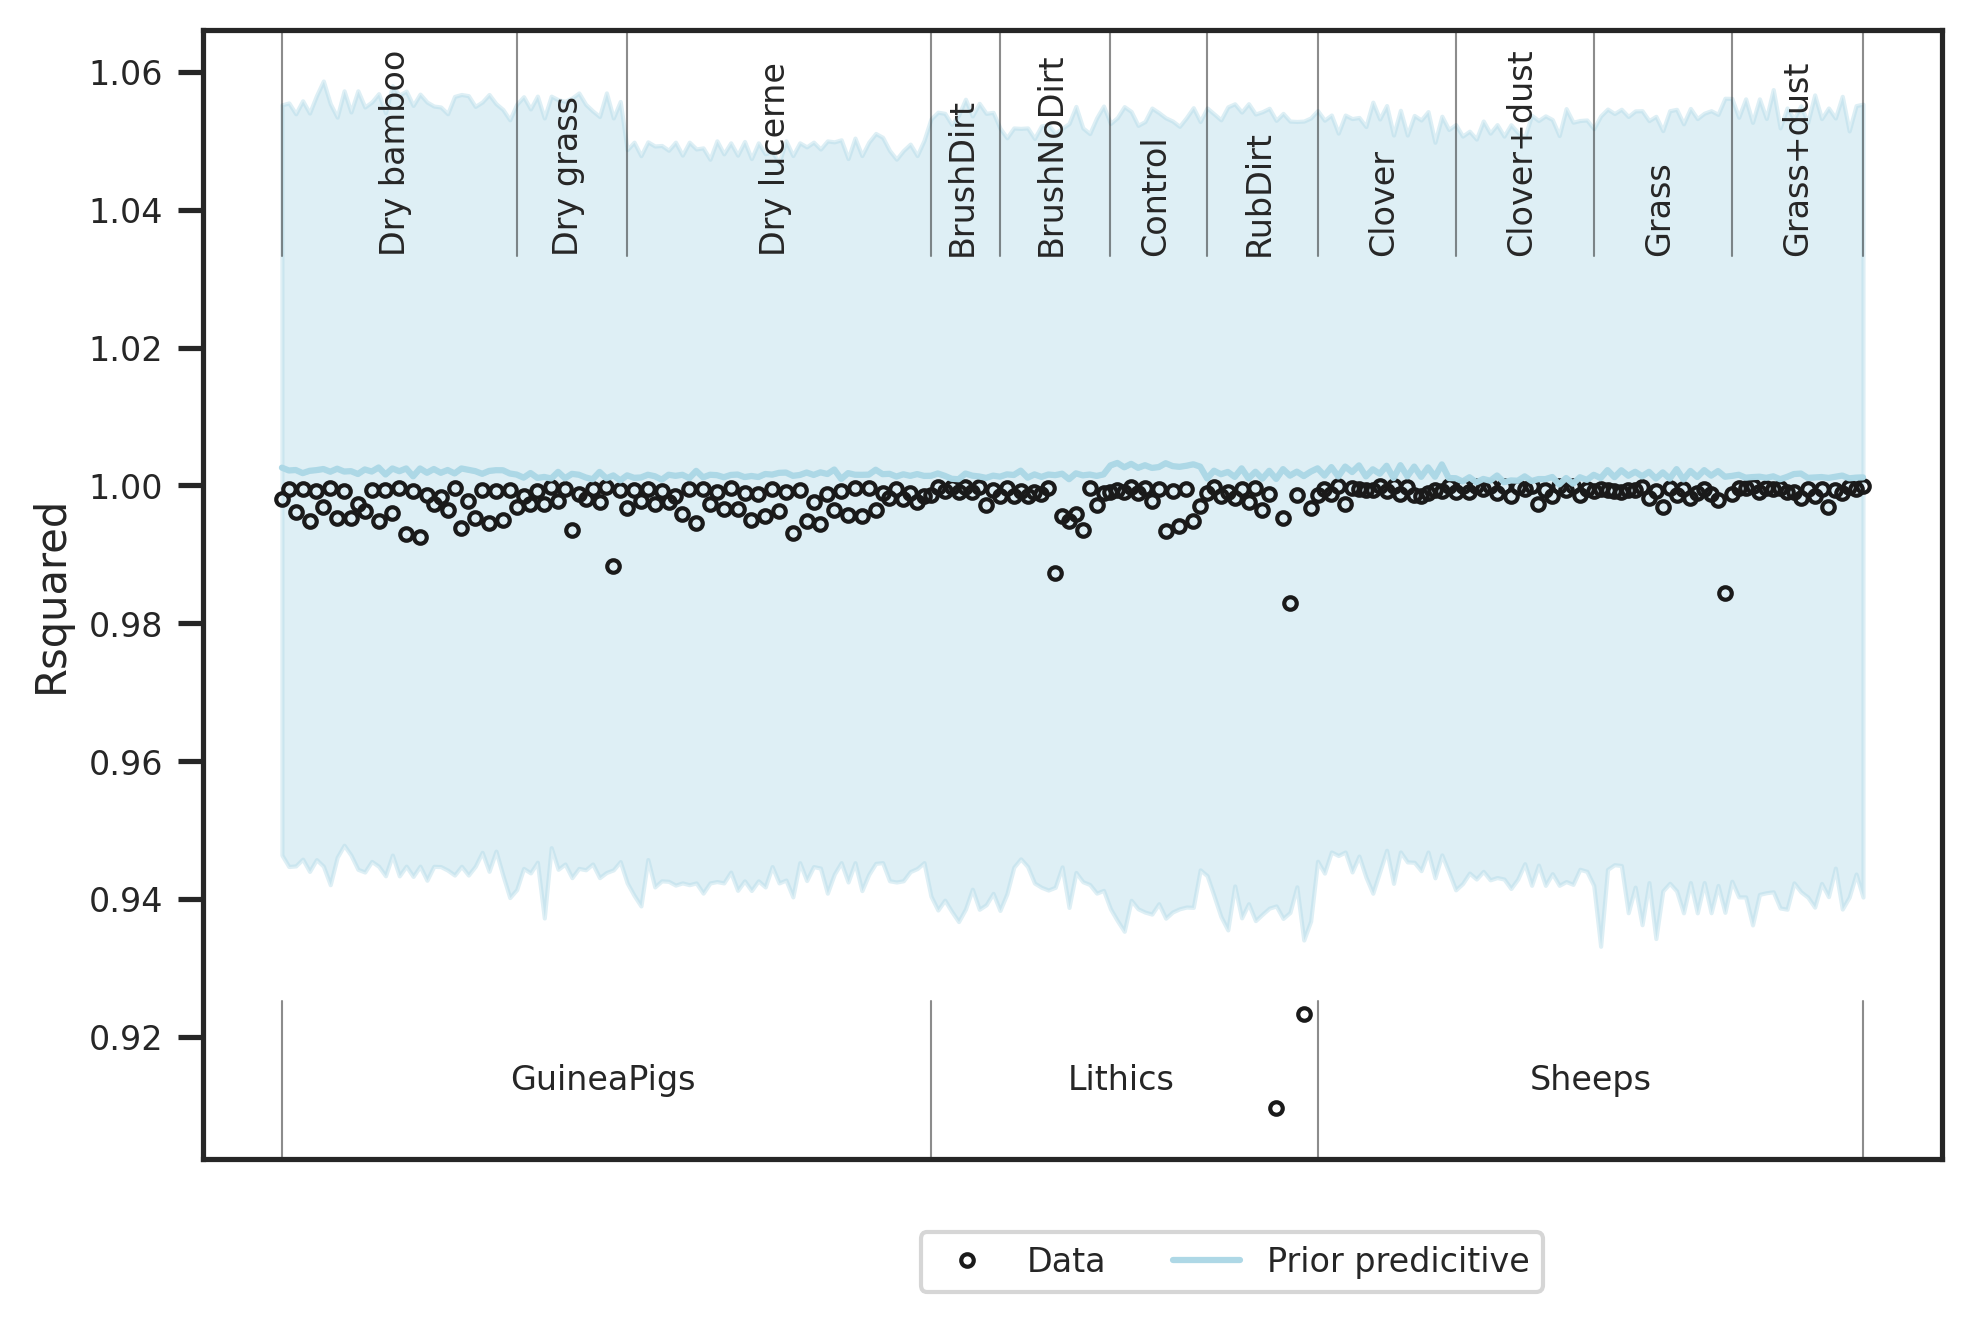 1.06
1.04
1.02
1.00
0.98
0.96
0.94
0.92
Rsquared
Dry bamboo
Dry grass
Dry lucerne
BrushDirt
BrushNoDirt
Control
RubDirt
Clover
Clover+dust
Grass
Grass+dust
GuineaPigs
Lithics
Sheeps
Data
Prior predicitive